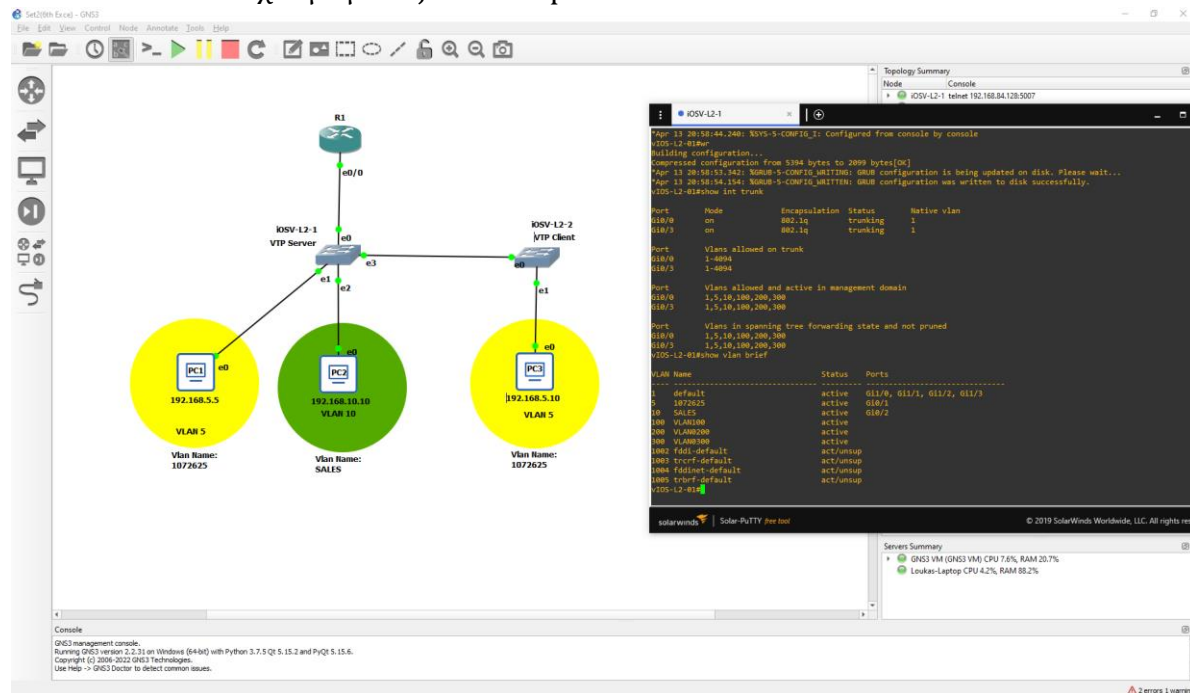 Set2(6th Exce) - GNS3
File Edit View Control Node Annotate Tools Help
R1
e0/0
iOSV-L2-1
VTP Server
e0
e3
e1
e2
iOSV-L2-2
VTP Client
e0
e1
PC1
e0
192.168.5.5
VLAN 5
Vlan Name:
1072625
e0
PC2
192.168.10.10
VLAN 10
Vlan Name:
SALES
e0
PC3
192.168.5.10
VLAN 5
Vlan Name:
1072625
Topology Summary
Node Console
iOSV-L2-1 telnet 192.168.84.128:5007
iOSV-L2-1
*Apr 13 20:58:44.240: %SYS-5-CONFIG_I: Configured from console by console
vIOS-L2-01#wr
Building configuration...
Compressed configuration from 5394 bytes to 2099 bytes[OK]
*Apr 13 20:58:53.342: %GRUB-5-CONFIG_WRITING: GRUB configuration is being updated on disk. Please wait...
*Apr 13 20:58:54.154: %GRUB-5-CONFIG_WRITTEN: GRUB configuration was written to disk successfully.
vIOS-L2-01#show int trunk
Port Mode Encapsulation Status Native vlan
Gi0/0 on 802.1q trunking 1
Gi0/3 on 802.1q trunking 1
Port Vlans allowed on trunk
Gi0/0 1-4094
Gi0/3 1-4094
Port Vlans allowed and active in management domain
Gi0/0 1,5,10,100,200,300
Gi0/3 1,5,10,100,200,300
Port Vlans in spanning tree forwarding state and not pruned
Gi0/0 1,5,10,100,200,300
Gi0/3 1,5,10,100,200,300
vIOS-L2-01#show vlan brief
VLAN Name Status Ports
---- -------------------------------- --------- -------------------------------
1 default active Gi1/0, Gi1/1, Gi1/2, Gi1/3
5 1072625 active Gi0/1
10 SALES active Gi0/2
100 VLAN100 active
200 VLAN0200 active
300 VLAN0300 active
1002 fddi-default act/unsup
1003 trcrf-default act/unsup
1004 fddinet-default act/unsup
1005 trbrf-default act/unsup
vIOS-L2-01#
solarwinds Solar-PuTTY free tool © 2019 SolarWinds Worldwide, LLC. All rights res
Servers Summary
GNS3 VM (GNS3 VM) CPU 7.6%, RAM 20.7%
Loukas-Laptop CPU 4.2%, RAM 88.2%
Console
GNS3 management console.
Running GNS3 version 2.2.31 on Windows (64-bit) with Python 3.7.5 Qt 5.15.2 and PyQt 5.15.6.
Copyright (c) 2006-2022 GNS3 Technologies.
Use Help -> GNS3 Doctor to detect common issues.
2 errors 1 warnin